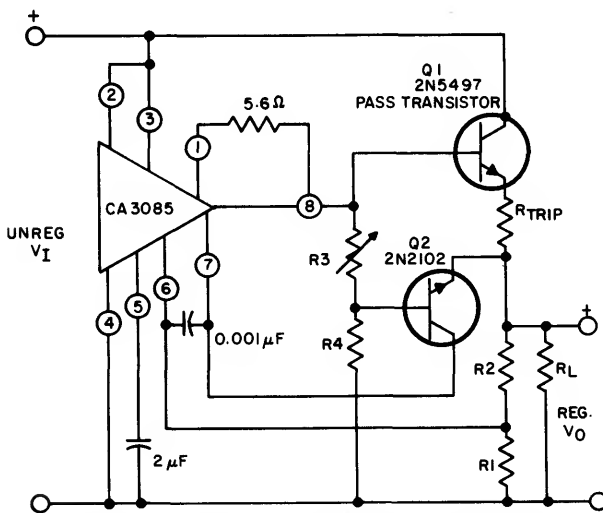 +
Q1
2N5497
PASS TRANSISTOR
2
3
5.6Ω
1
CA3085
8
RTRIP
UNREG
VI
Q2
2N2102
R3
7
6
4
5
0.001μF
R4
+
R2
RL
REG.
VO
2μF
R1